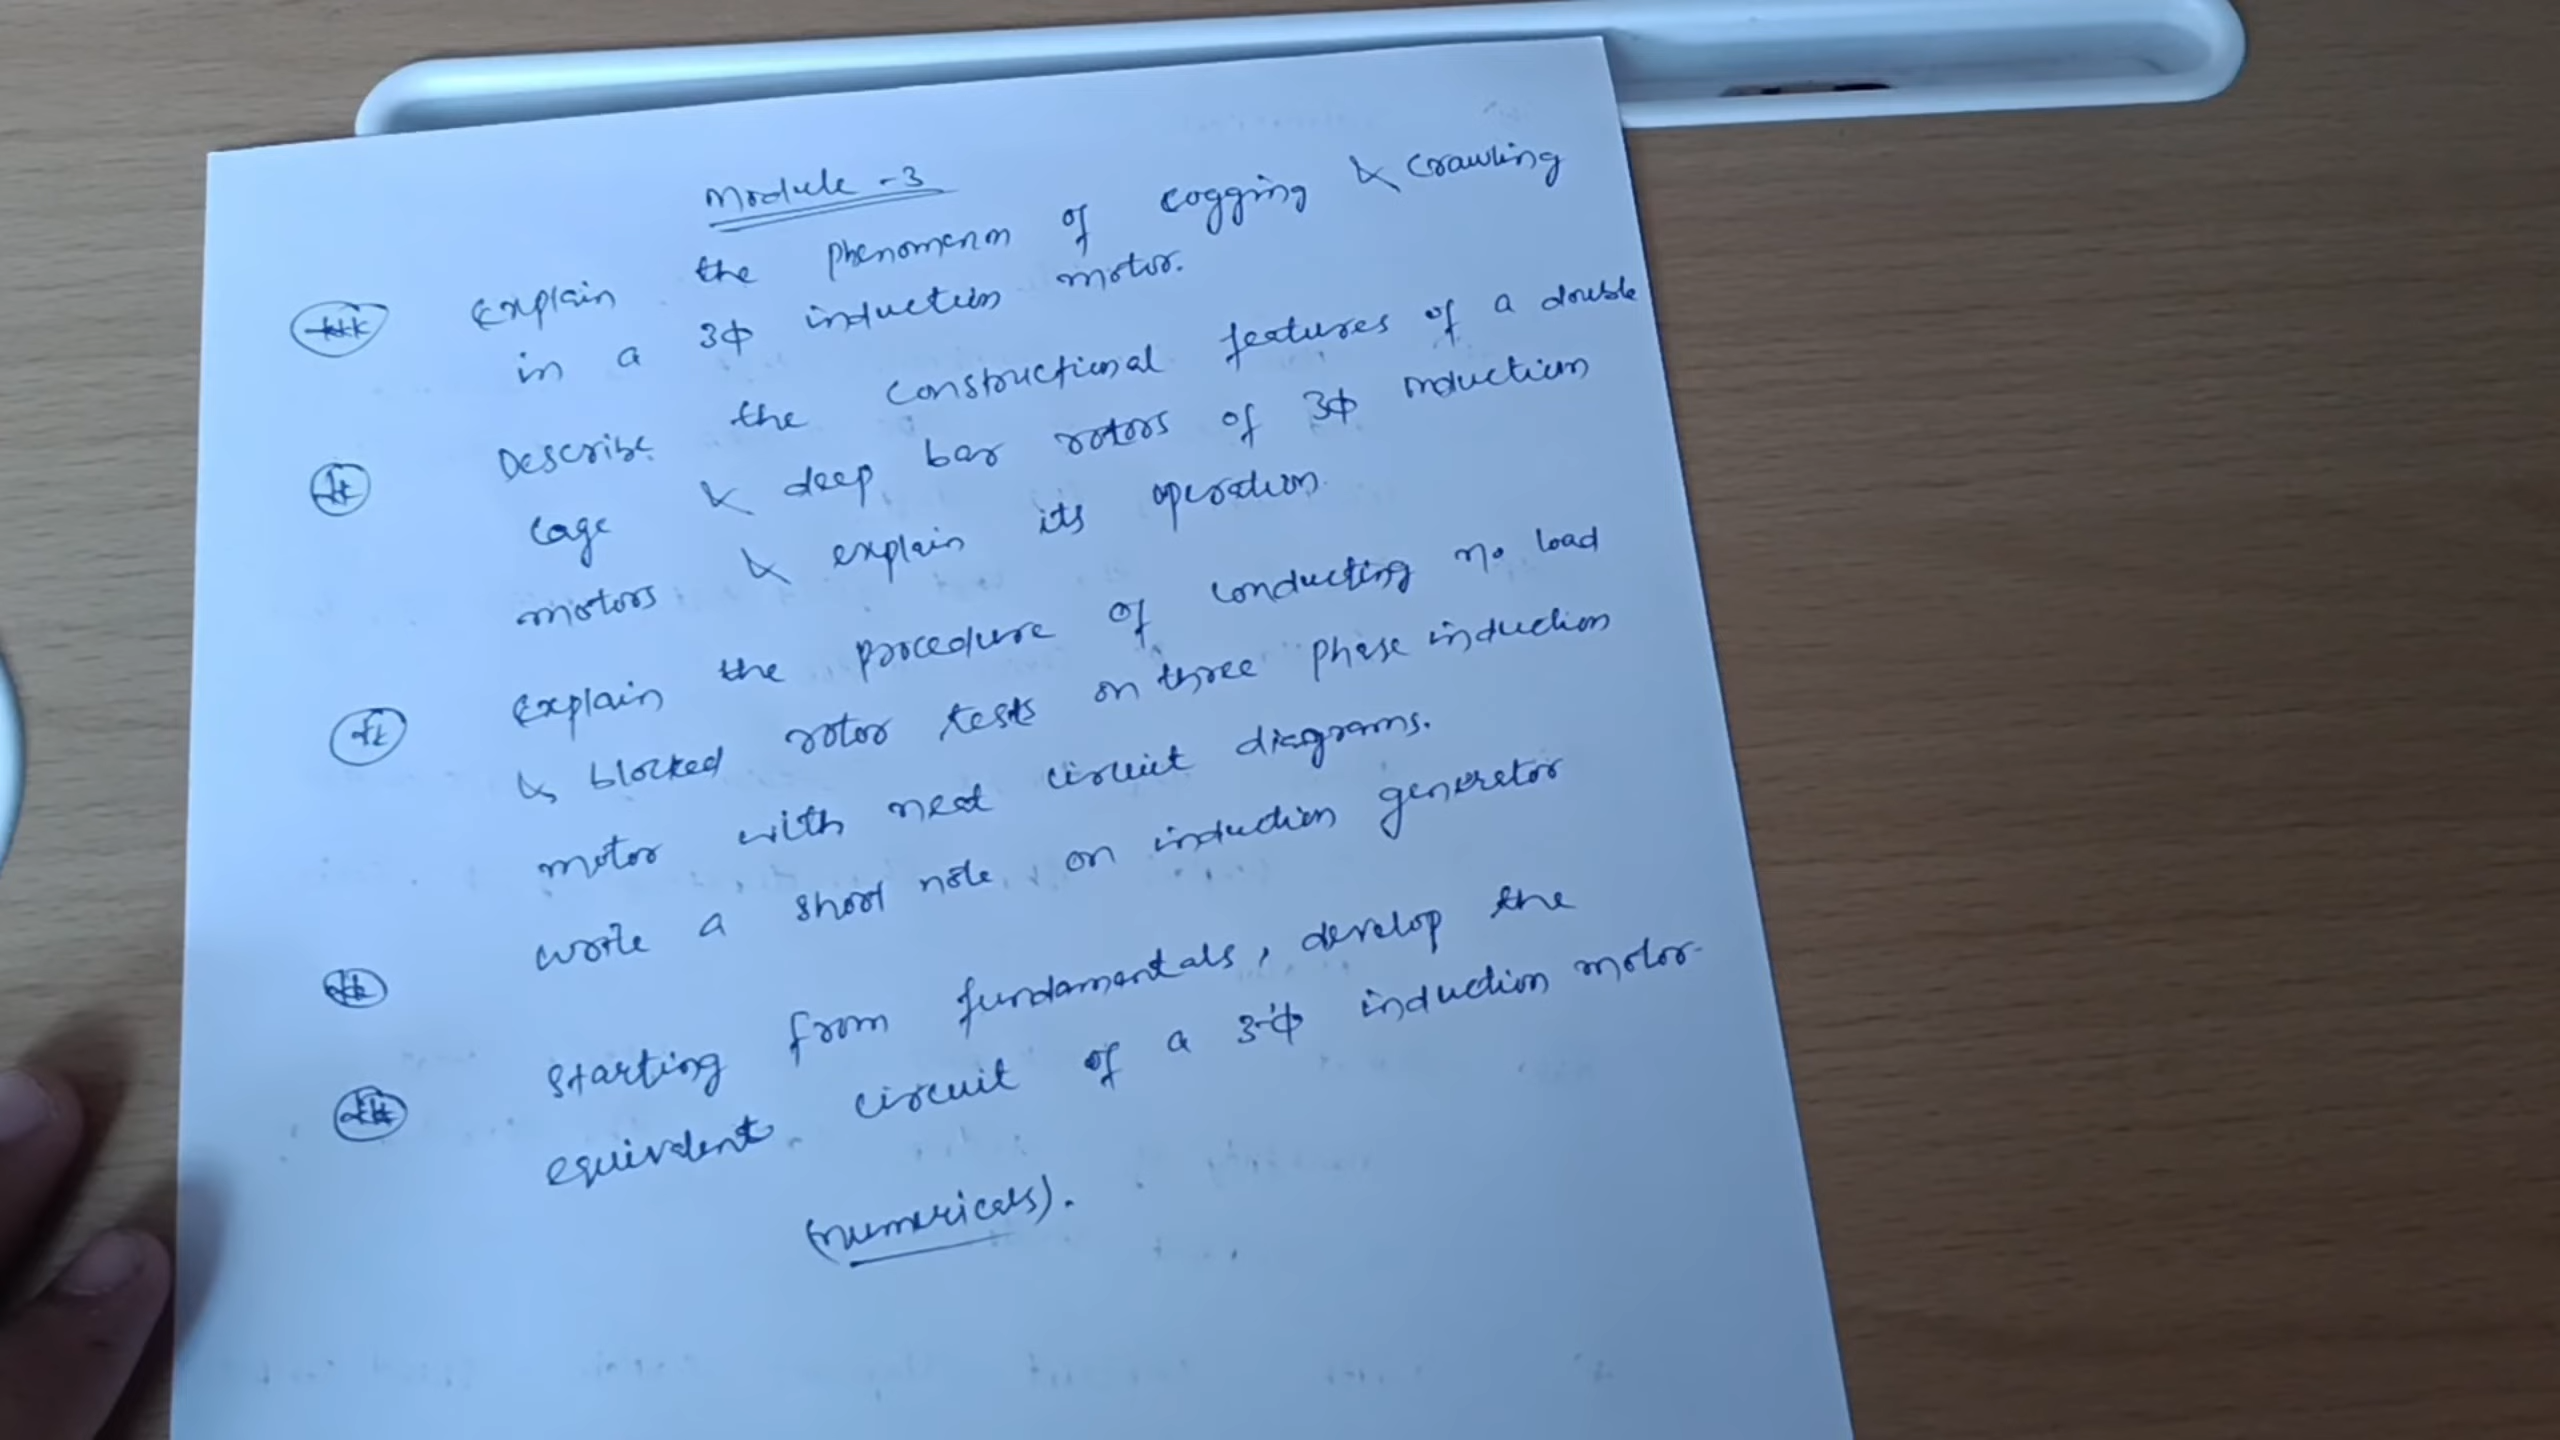 Module - 3
Explain the phenomenon of cogging & crawling
in a 3ϕ induction motor.
Describe the constructional features of a double
cage & deep bar rotors of 3ϕ induction
motors & explain its operation.
Explain the procedure of conducting no load
& blocked rotor tests on three phase induction
motor with neat circuit diagrams.
write a short note on induction generator
Starting from fundamentals, develop the
equivalent circuit of a 3-ϕ induction motor.
(numericals).